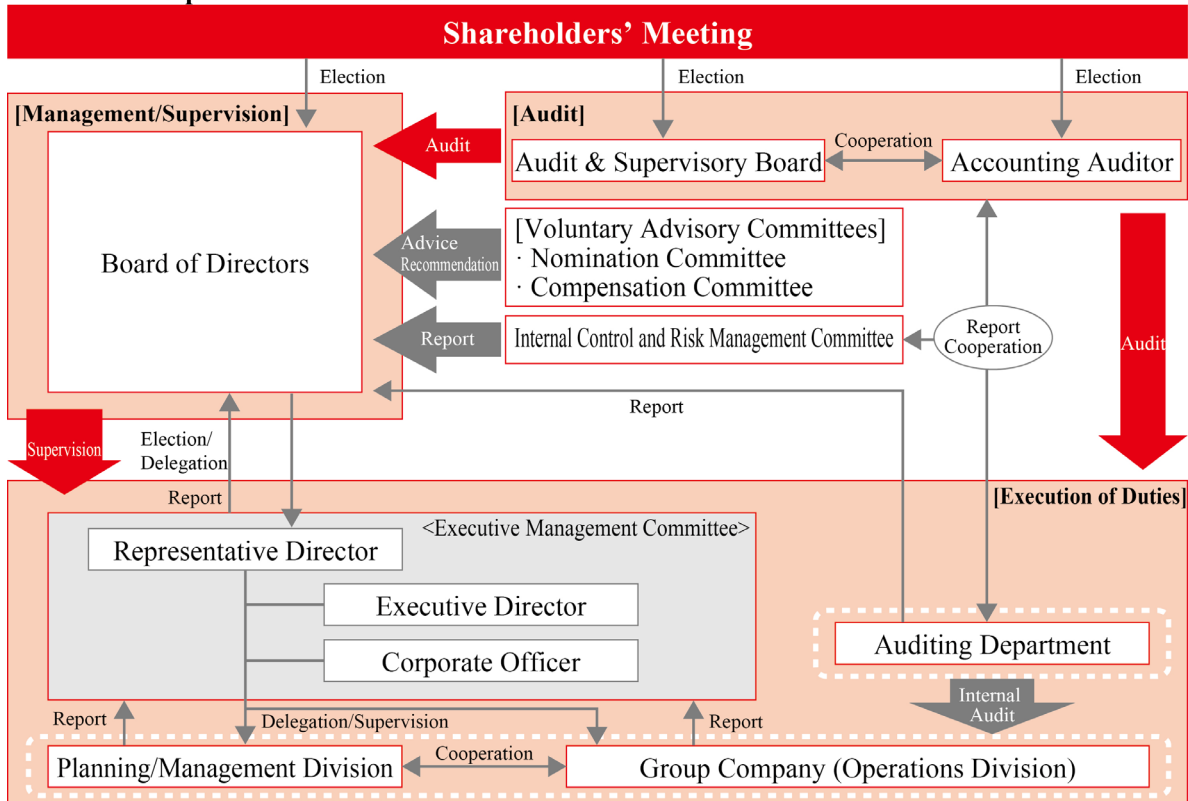 Shareholders' Meeting
Election
Election
Election
[Management/Supervision]
Board of Directors
Audit
[Audit]
Audit & Supervisory Board
Cooperation
Accounting Auditor
Advice
Recommendation
[Voluntary Advisory Committees]
· Nomination Committee
· Compensation Committee
Report
Internal Control and Risk Management Committee
Report
Cooperation
Audit
Report
Supervision
Election/
Delegation
Report
[Execution of Duties]
<Executive Management Committee>
Representative Director
Executive Director
Corporate Officer
Auditing Department
Internal
Audit
Report
Delegation/Supervision
Report
Planning/Management Division
Cooperation
Group Company (Operations Division)